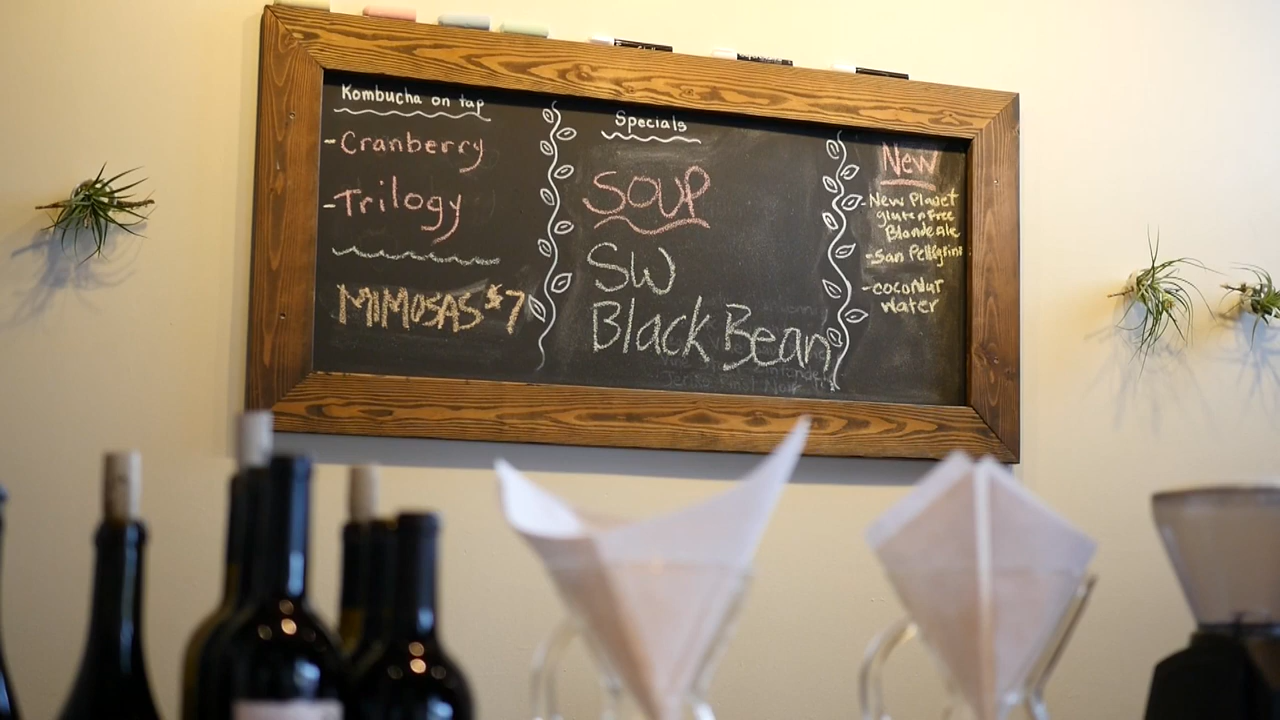 Kombucha on tap
-Cranberry
-Trilogy
MIMOSAS $7
Specials
SOUP
SW
Black Bean
New
-New Planet
gluten free
Blonde Ale
-San Pellegrini
-coconut
water